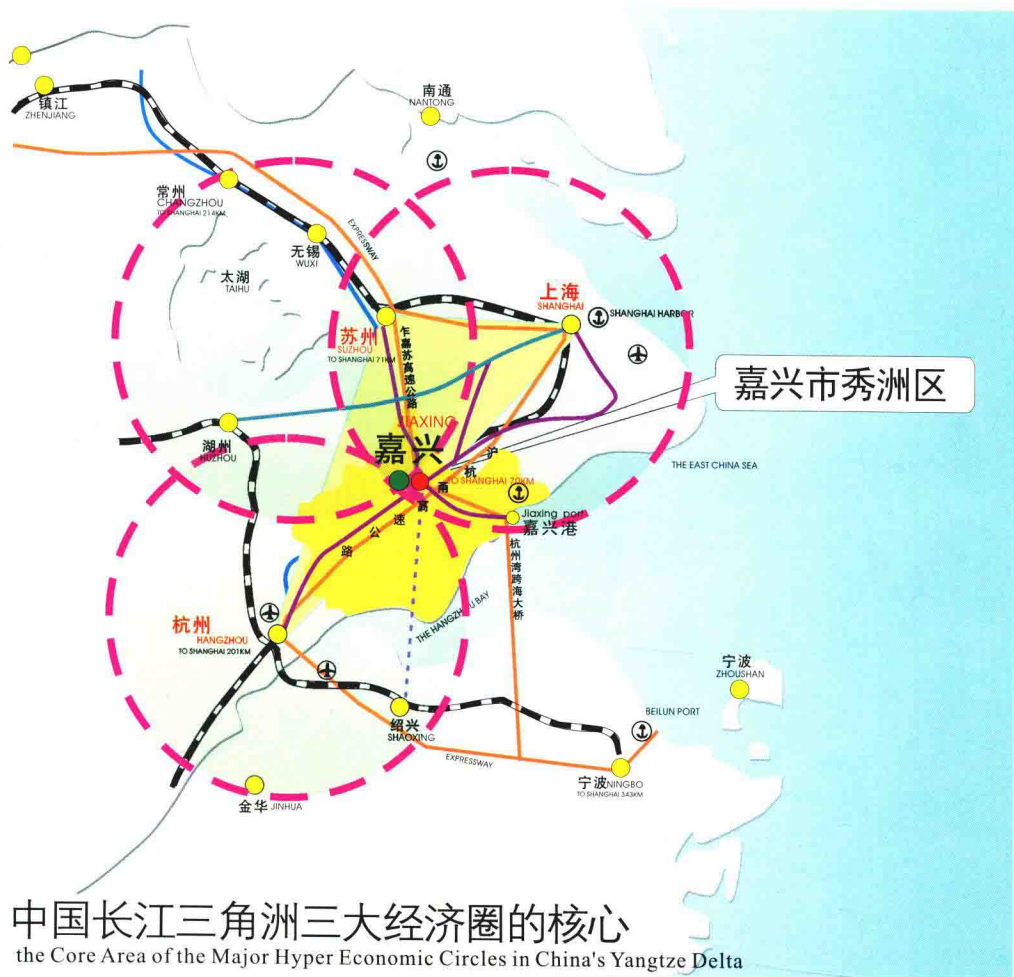 镇江
ZHENJIANG
南通
NANTONG
常州
CHANGZHOU
TO SHANGHAI 214KM
EXPRESSWAY
无锡
WUXI
太湖
TAIHU
上海
SHANGHAI
SHANGHAI HARBOR
苏州
SUZHOU
TO SHANGHAI 71KM
乍嘉苏高速公路
嘉兴市秀洲区
JIAXING
嘉兴
湖州
HUZHOU
TO SHANGHAI 70KM
沪杭甬高速公路
THE EAST CHINA SEA
Jiaxing port
嘉兴港
杭州湾跨海大桥
THE HANGZHOU BAY
杭州
HANGZHOU
TO SHANGHAI 201KM
宁波
ZHOUSHAN
绍兴
SHAOXING
BEILUN PORT
EXPRESSWAY
宁波 NINGBO
TO SHANGHAI 343KM
金华 JINHUA
中国长江三角洲三大经济圈的核心
the Core Area of the Major Hyper Economic Circles in China's Yangtze Delta